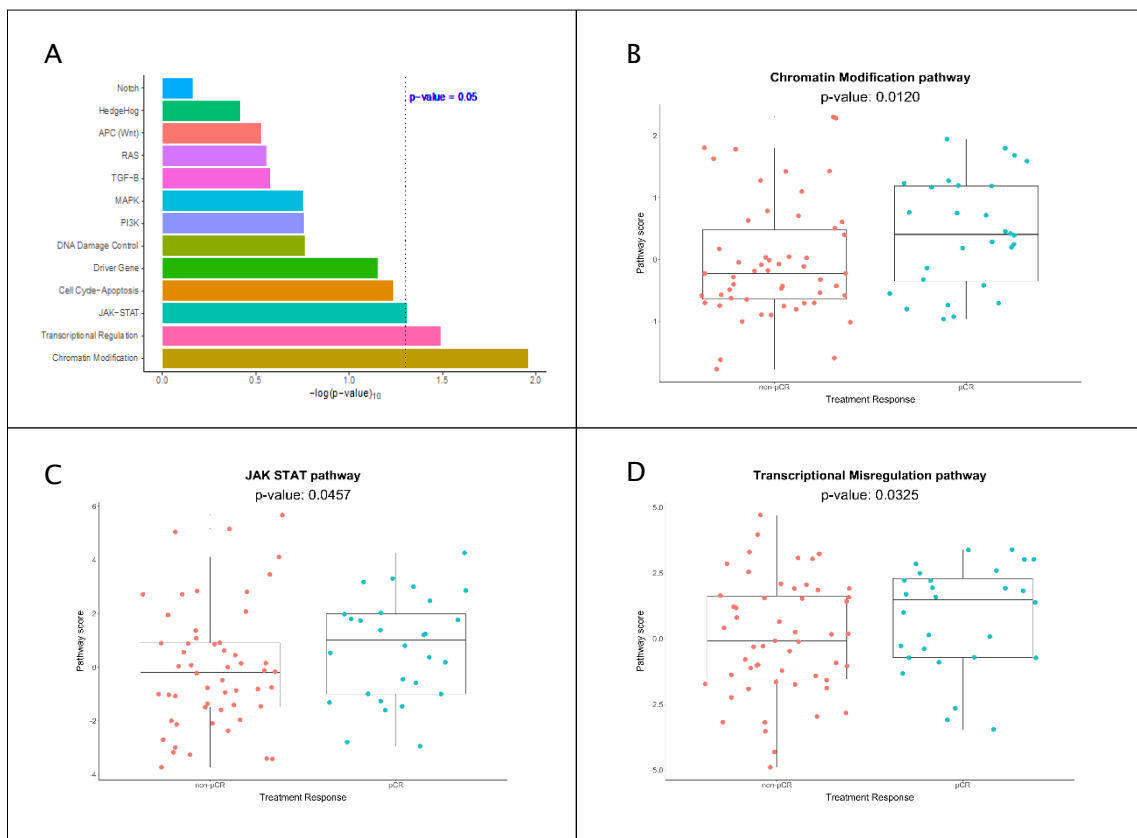 A
Notch
HedgeHog
APC (Wnt)
RAS
TGF-B
MAPK
PI3K
DNA Damage Control
Driver Gene
Cell Cycle-Apoptosis
JAK-STAT
Transcriptional Regulation
Chromatin Modification
p-value = 0.05
0.0 0.5 1.0 1.5 2.0
-log(p-value)10
B
Chromatin Modification pathway
p-value: 0.0120
Pathway score
2
1
0
-1
non-pCR pCR
Treatment Response
C
JAK STAT pathway
p-value: 0.0457
Pathway score
6
4
2
0
-2
-4
non-pCR pCR
Treatment Response
D
Transcriptional Misregulation pathway
p-value: 0.0325
Pathway score
5.0
2.5
0.0
2.5
-5.0
non-pCR pCR
Treatment Response